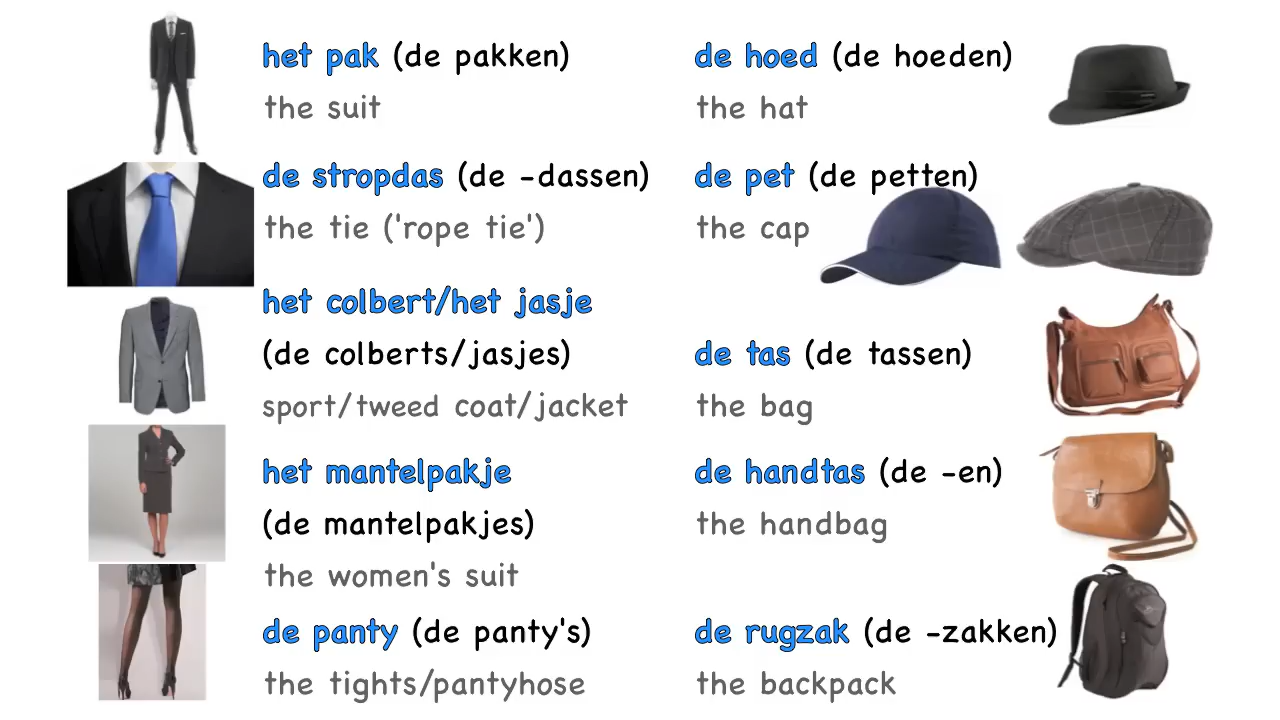 het pak (de pakken)
the suit
de stropdas (de -dassen)
the tie ('rope tie')
het colbert/het jasje
(de colberts/jasjes)
sport/tweed coat/jacket
het mantelpakje
(de mantelpakjes)
the women's suit
de panty (de panty's)
the tights/pantyhose
de hoed (de hoeden)
the hat
de pet (de petten)
the cap
de tas (de tassen)
the bag
de handtas (de -en)
the handbag
de rugzak (de -zakken)
the backpack